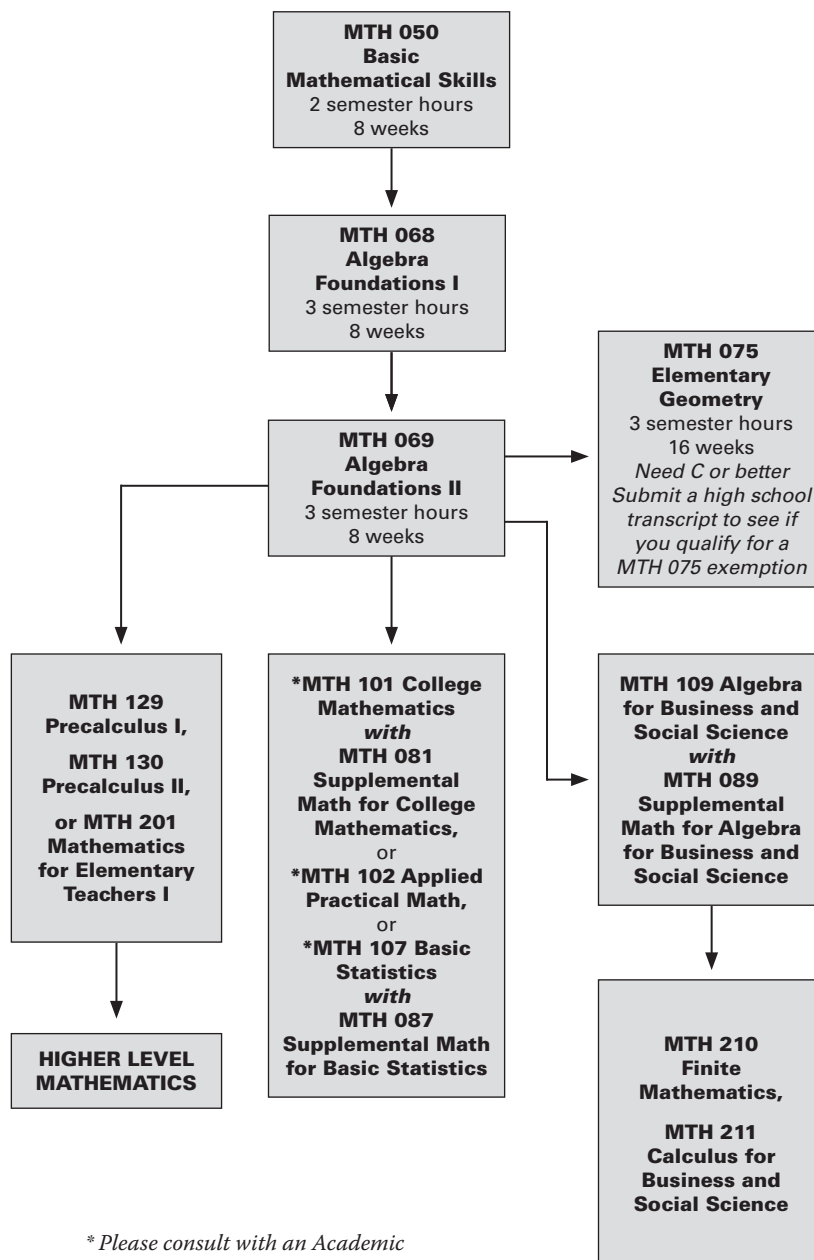 MTH 050
Basic
Mathematical Skills
2 semester hours
8 weeks
MTH 068
Algebra
Foundations I
3 semester hours
8 weeks
MTH 075
Elementary
Geometry
3 semester hours
16 weeks
Need C or better
Submit a high school
transcript to see if
you qualify for a
MTH 075 exemption
MTH 069
Algebra
Foundations II
3 semester hours
8 weeks
MTH 129
Precalculus I,
MTH 130
Precalculus II,
or MTH 201
Mathematics
for Elementary
Teachers I
*MTH 101 College
Mathematics
with
MTH 081
Supplemental
Math for College
Mathematics,
or
*MTH 102 Applied
Practical Math,
or
*MTH 107 Basic
Statistics
with
MTH 087
Supplemental Math
for Basic Statistics
MTH 109 Algebra
for Business and
Social Science
with
MTH 089
Supplemental
Math for Algebra
for Business and
Social Science
HIGHER LEVEL
MATHEMATICS
MTH 210
Finite
Mathematics,
MTH 211
Calculus for
Business and
Social Science
* Please consult with an Academic